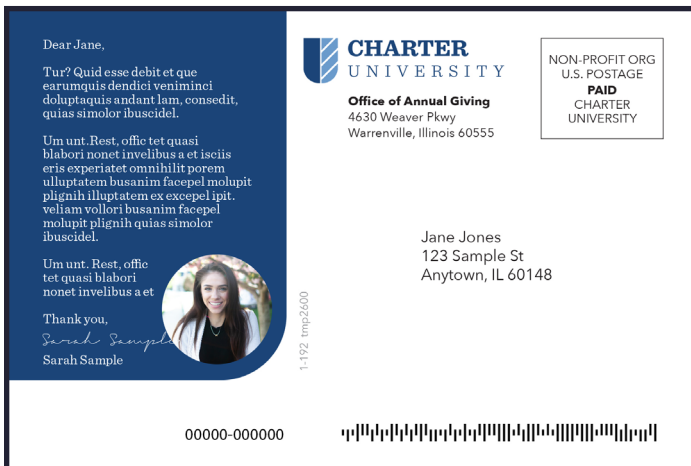 Dear Jane,
Tur? Quid esse debit et que
earumquis dendici veniminci
doluptaquis andant lam, consedit,
quias simolor ibuscidel.
Um unt.Rest, offic tet quasi
blabori nonet invelibus a et isciis
eris experiatet omnihilit porem
ulluptatem busanim facepel molupit
plignih illuptatem ex excepel ipit.
veliam vollori busanim facepel
molupit plignih quias simolor
ibuscidel.
Um unt. Rest, offic
tet quasi blabori
nonet invelibus a et
Thank you,
Sarah Sample
Sarah Sample
CHARTER
UNIVERSITY
Office of Annual Giving
4630 Weaver Pkwy
Warrenville, Illinois 60555
NON-PROFIT ORG
U.S. POSTAGE
PAID
CHARTER
UNIVERSITY
Jane Jones
123 Sample St
Anytown, IL 60148
1-192 tmp2600
00000-000000